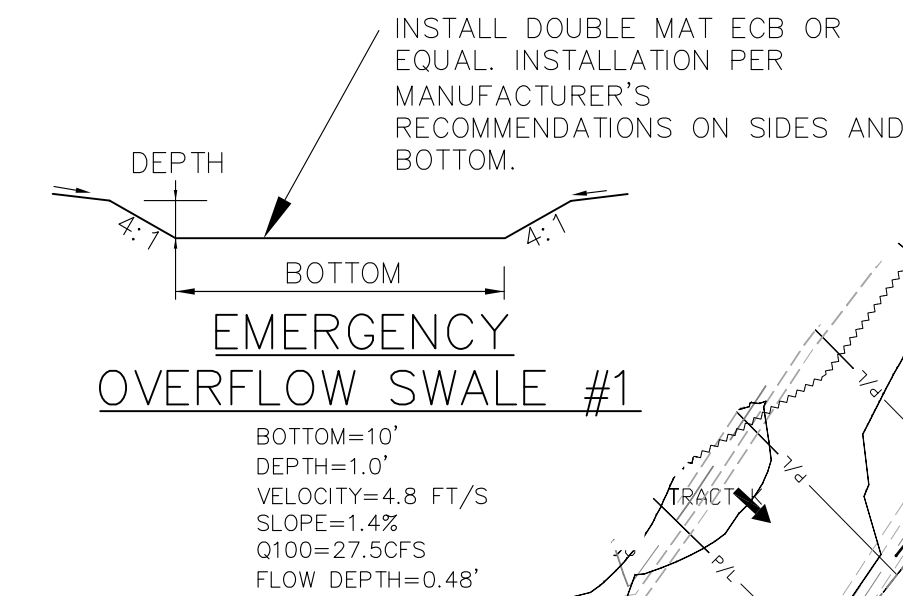 INSTALL DOUBLE MAT ECB OR
EQUAL. INSTALLATION PER
MANUFACTURER'S
RECOMMENDATIONS ON SIDES AND
BOTTOM.
DEPTH
4:1
4:1
BOTTOM
EMERGENCY
OVERFLOW SWALE #1
BOTTOM=10'
DEPTH=1.0'
VELOCITY=4.8 FT/S
SLOPE=1.4%
Q100=27.5CFS
FLOW DEPTH=0.48'
P/L
P/L
TRACT K
P/L